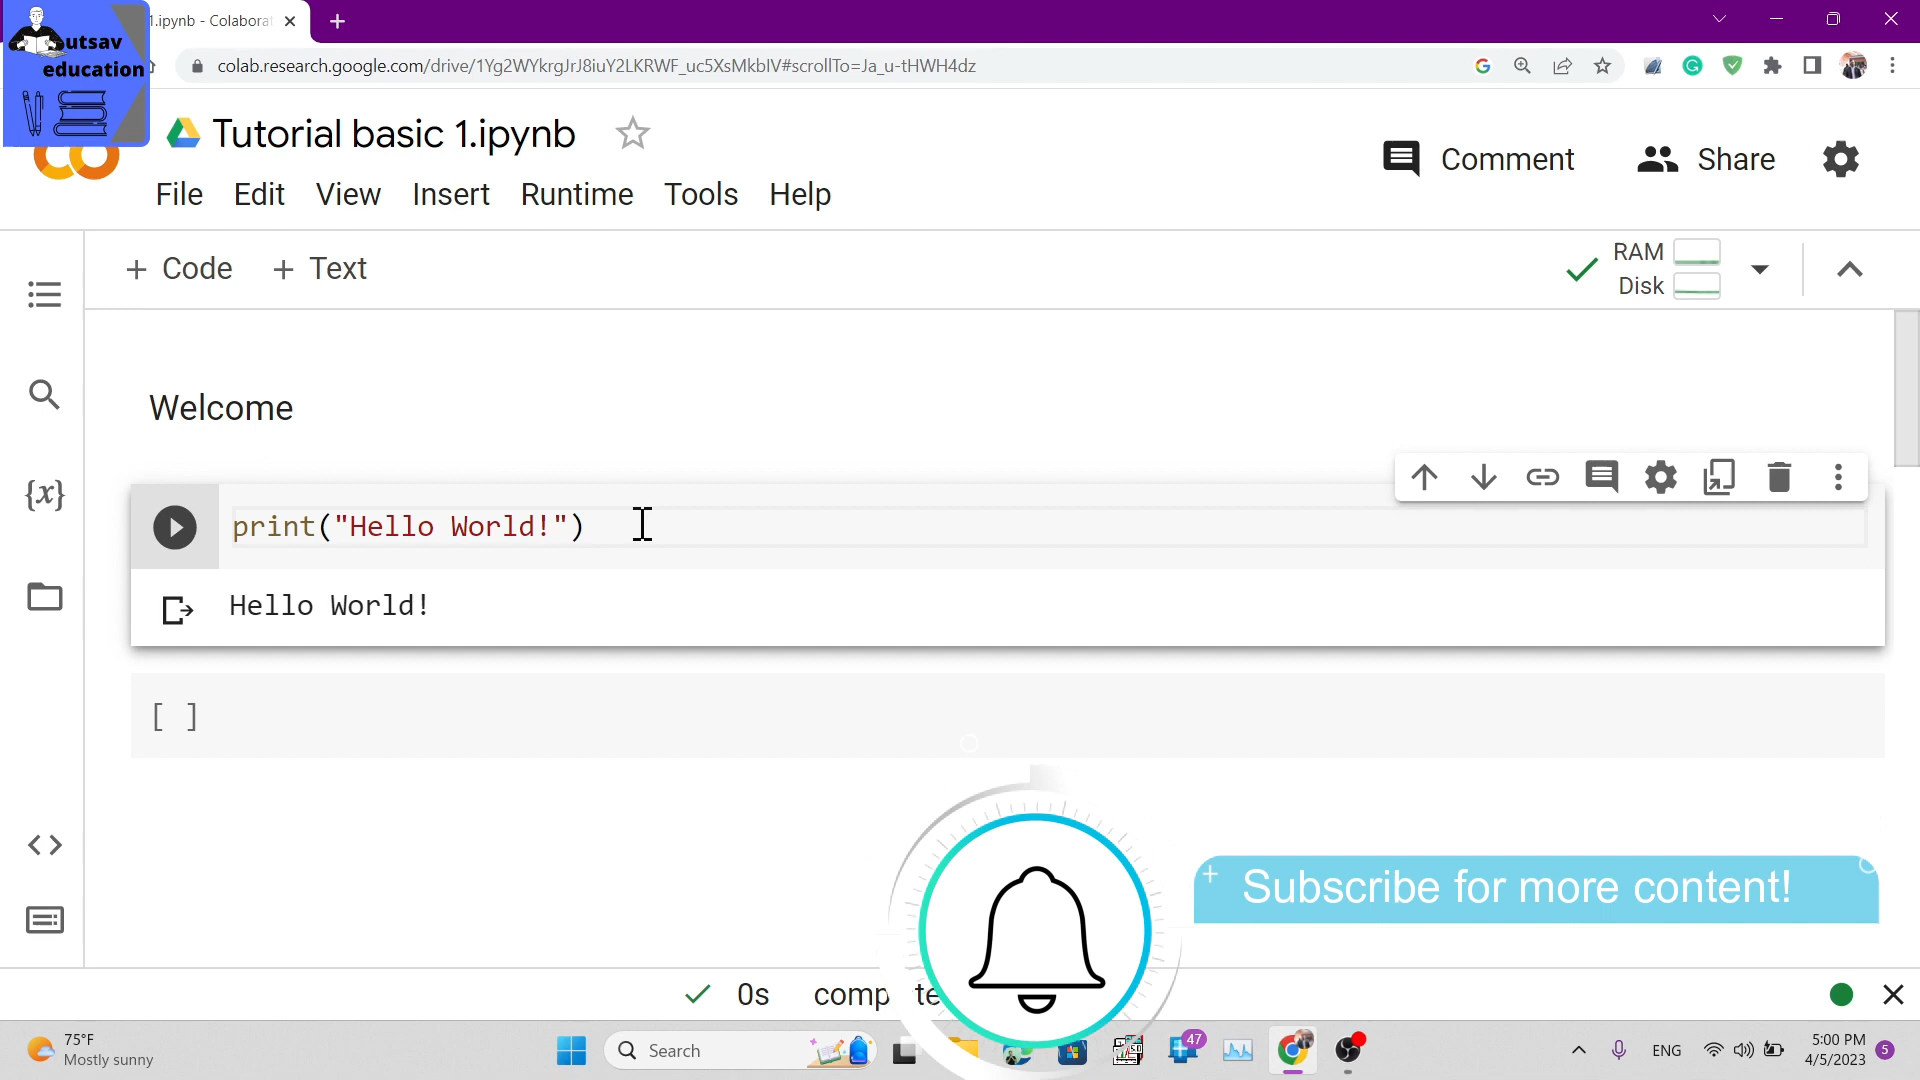 1.ipynb - Colabora
utsav
education
colab.research.google.com/drive/1Yg2WYkrgJrJ8iuY2LKRWF_uc5XsMkbIV#scrollTo=Ja_u-tHWH4dz
Tutorial basic 1.ipynb
Comment
Share
File Edit View Insert Runtime Tools Help
+ Code + Text
RAM
Disk
Welcome
{x}
print("Hello World!")
Hello World!
[ ]
Subscribe for more content!
0s comp te
75°F
Mostly sunny
Search
47
ENG
5:00 PM
4/5/2023
5